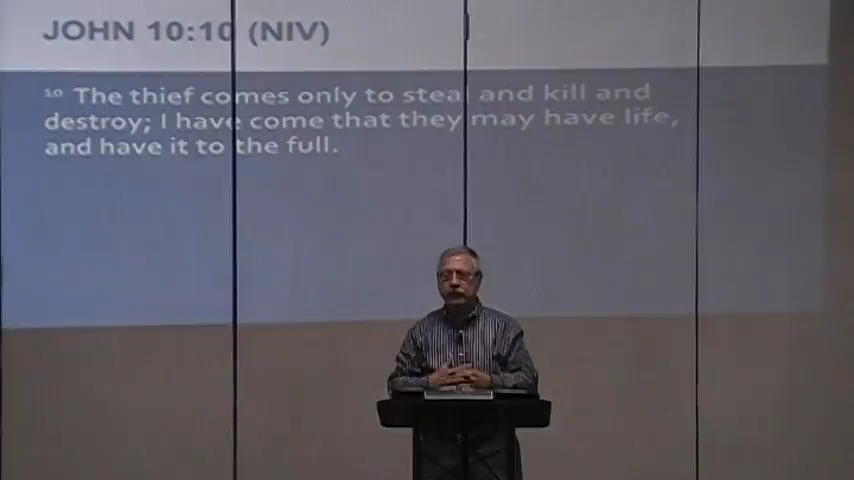 JOHN 10:10 (NIV)
¹⁰ The thief comes only to steal and kill and
destroy; I have come that they may have life,
and have it to the full.